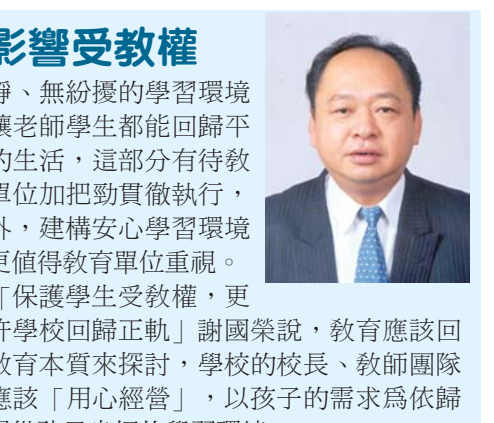 影響受教權
淨、無紛擾的學習環境
讓老師學生都能回歸平
的生活，這部分有待教
單位加把勁貫徹執行，
外，建構安心學習環境
更值得教育單位重視。
「保護學生受教權，更
許學校回歸正軌」謝國榮說，教育應該回
教育本質來探討，學校的校長、教師團隊
應該「用心經營」，以孩子的需求為依歸